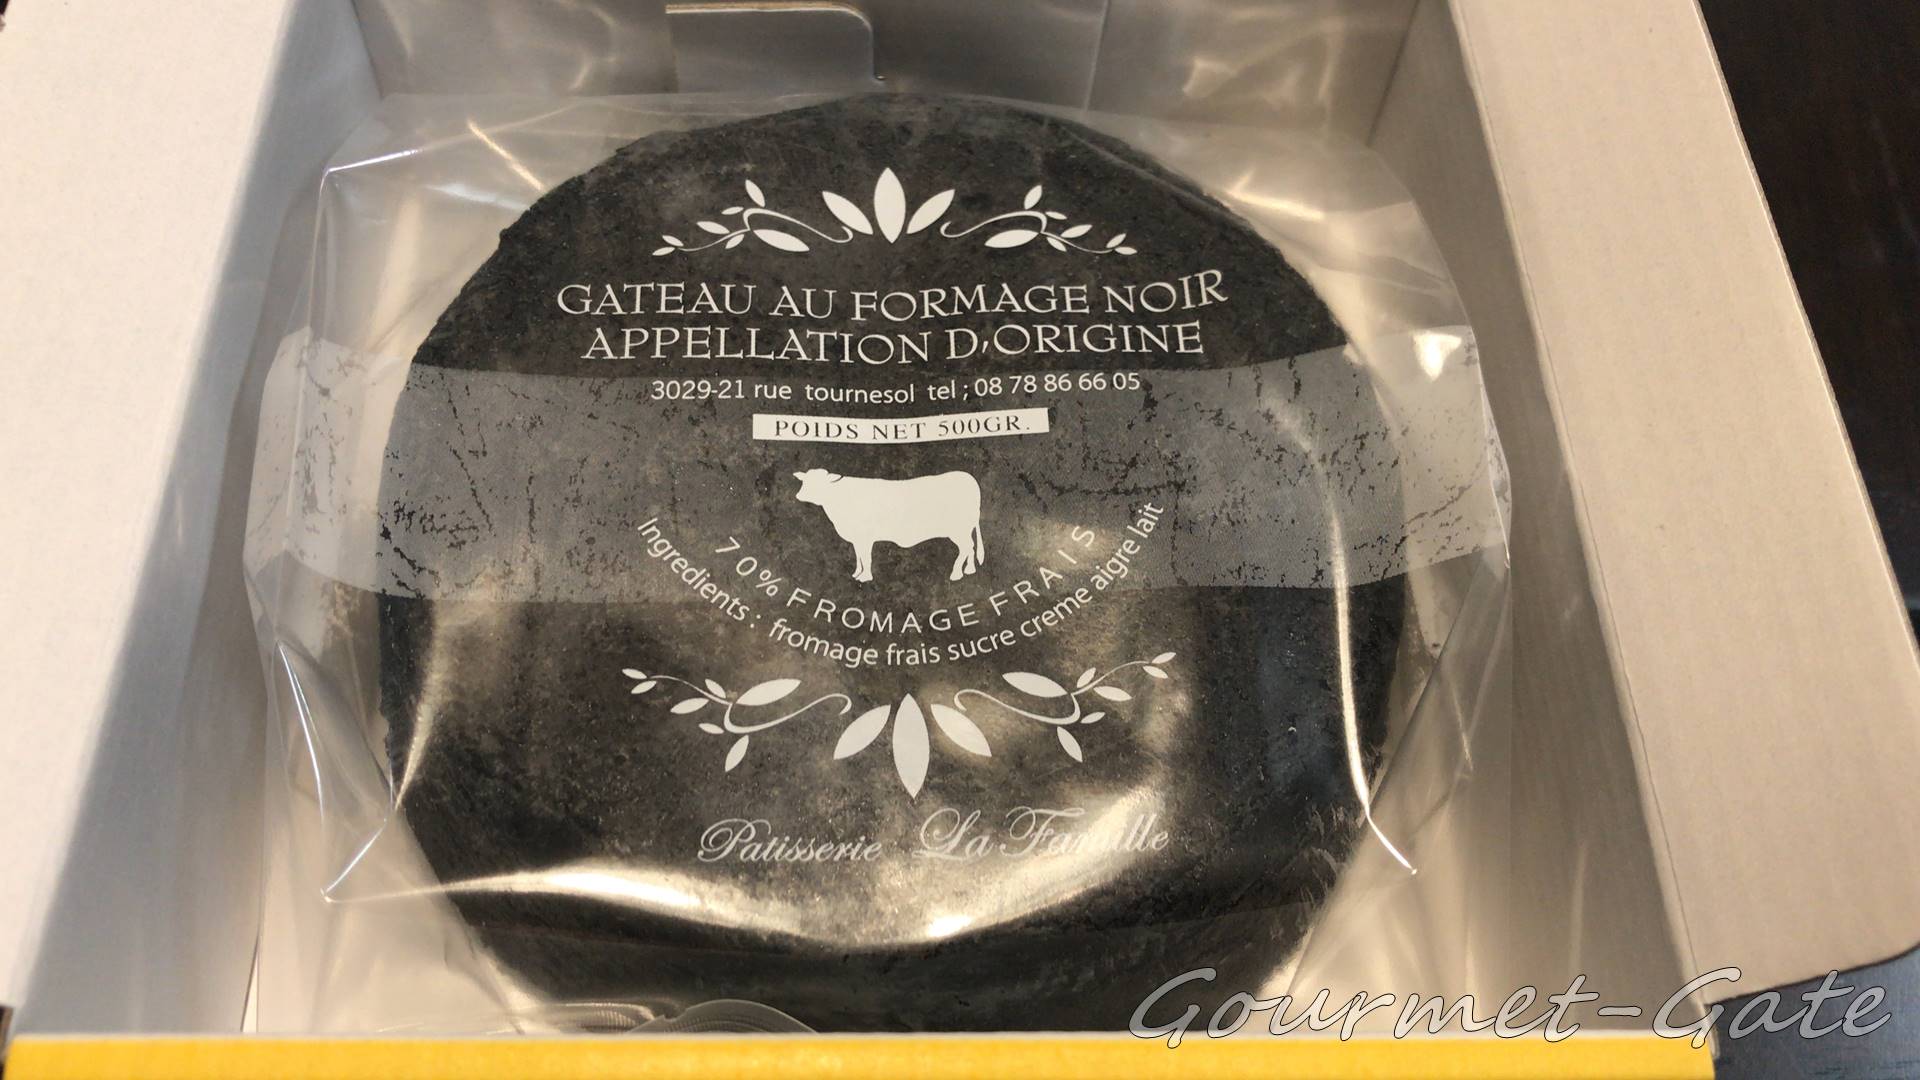 GATEAU AU FORMAGE NOIR
APPELLATION D'ORIGINE
3029-21 rue tournesol tel ; 08 78 86 66 05
POIDS NET 500GR.
70% FROMAGE FRAIS
Ingredients : fromage frais sucre creme aigre lait
Patisserie La Famille
Gourmet-Gate